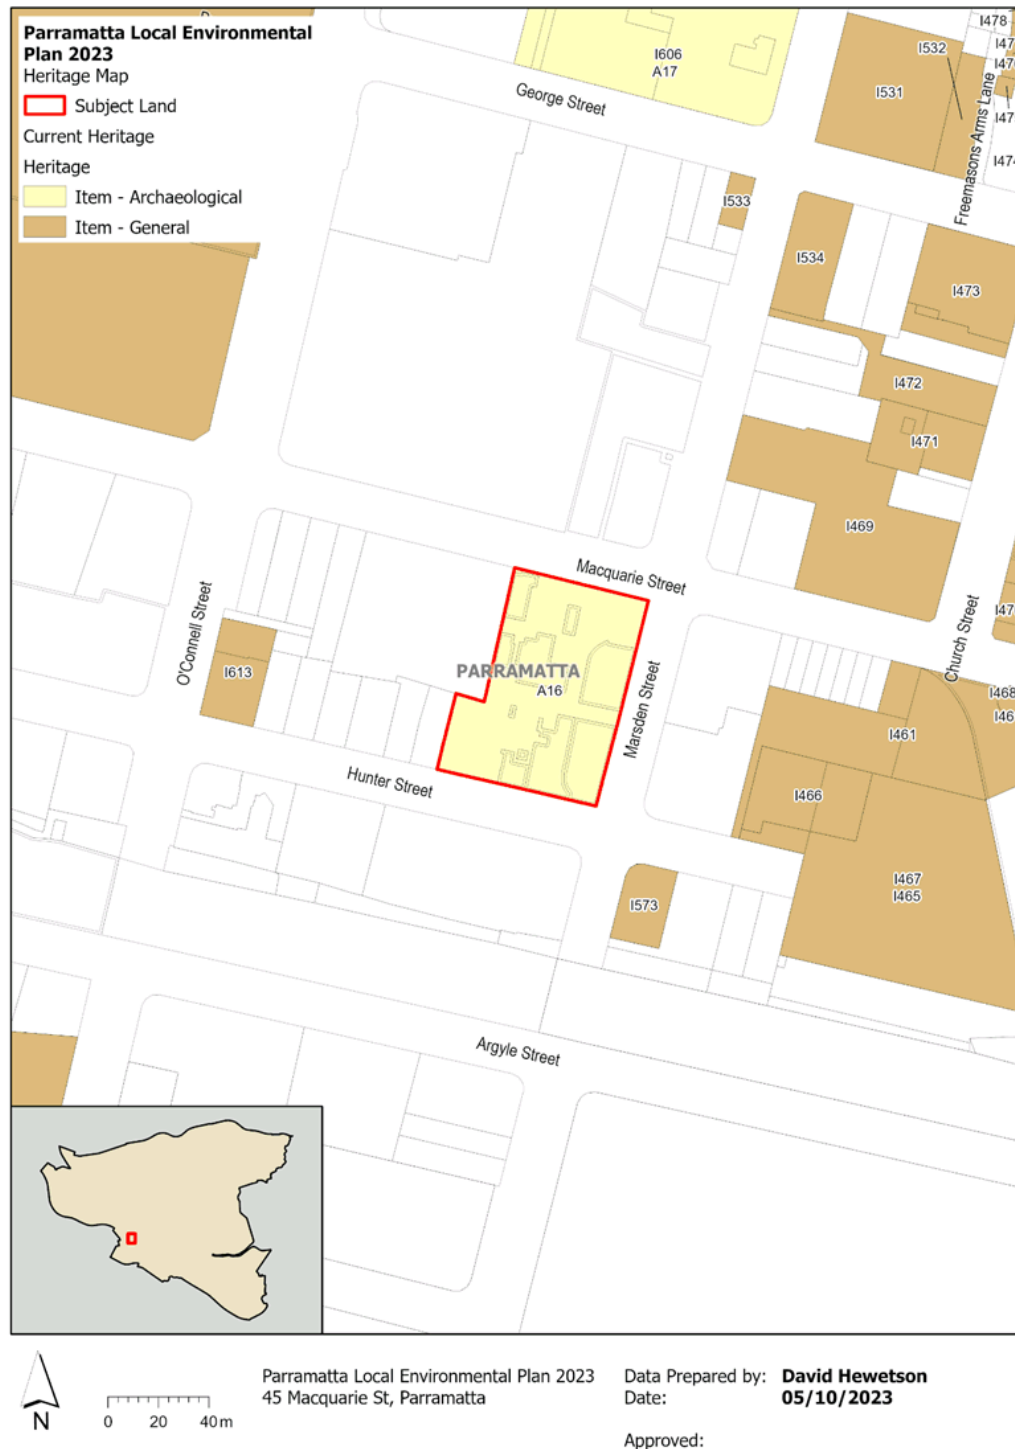 Parramatta Local Environmental
Plan 2023
Heritage Map
Subject Land
Current Heritage
Heritage
Item - Archaeological
Item - General
I606
A17
George Street
I531
I532
I478
Freemasons Arms Lane
I533
I534
I473
I472
I471
I469
Macquarie Street
O'Connell Street
I613
PARRAMATTA
A16
Marsden Street
Church Street
I468
I461
I466
I467
I465
Hunter Street
I573
Argyle Street
N
0 20 40 m
Parramatta Local Environmental Plan 2023
45 Macquarie St, Parramatta
Data Prepared by: David Hewetson
Date: 05/10/2023
Approved: